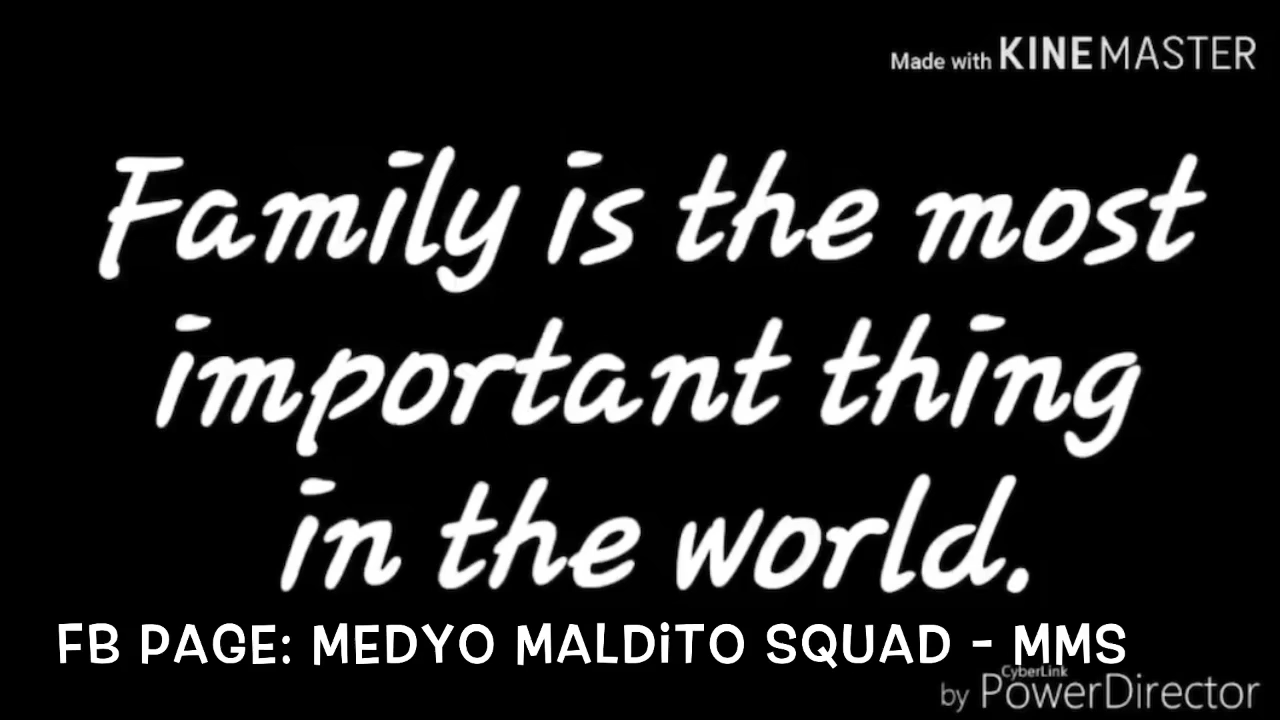 Made with KINEMASTER
Family is the most
important thing
in the world.
FB PAGE: MEDYO MALDiTO SQUAD - MMS
CyberLink
by PowerDirector